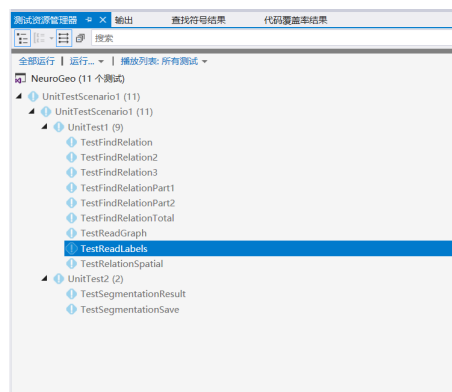 测试资源管理器 输出 查找符号结果 代码覆盖率结果
搜索
全部运行 | 运行... | 播放列表: 所有测试
NeuroGeo (11 个测试)
UnitTestScenario1 (11)
UnitTestScenario1 (11)
UnitTest1 (9)
TestFindRelation
TestFindRelation2
TestFindRelation3
TestFindRelationPart1
TestFindRelationPart2
TestFindRelationTotal
TestReadGraph
TestReadLabels
TestRelationSpatial
UnitTest2 (2)
TestSegmentationResult
TestSegmentationSave